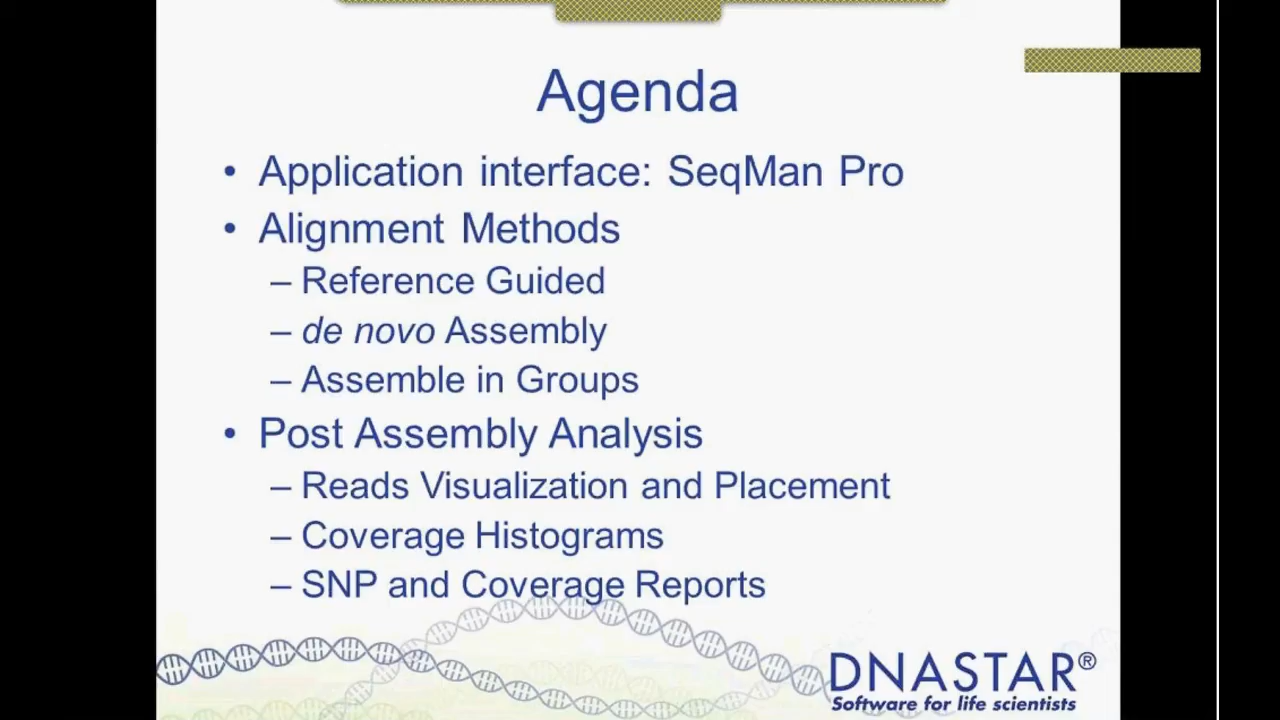 Agenda
• Application interface: SeqMan Pro
• Alignment Methods
– Reference Guided
– de novo Assembly
– Assemble in Groups
• Post Assembly Analysis
– Reads Visualization and Placement
– Coverage Histograms
– SNP and Coverage Reports
DNASTAR®
Software for life scientists